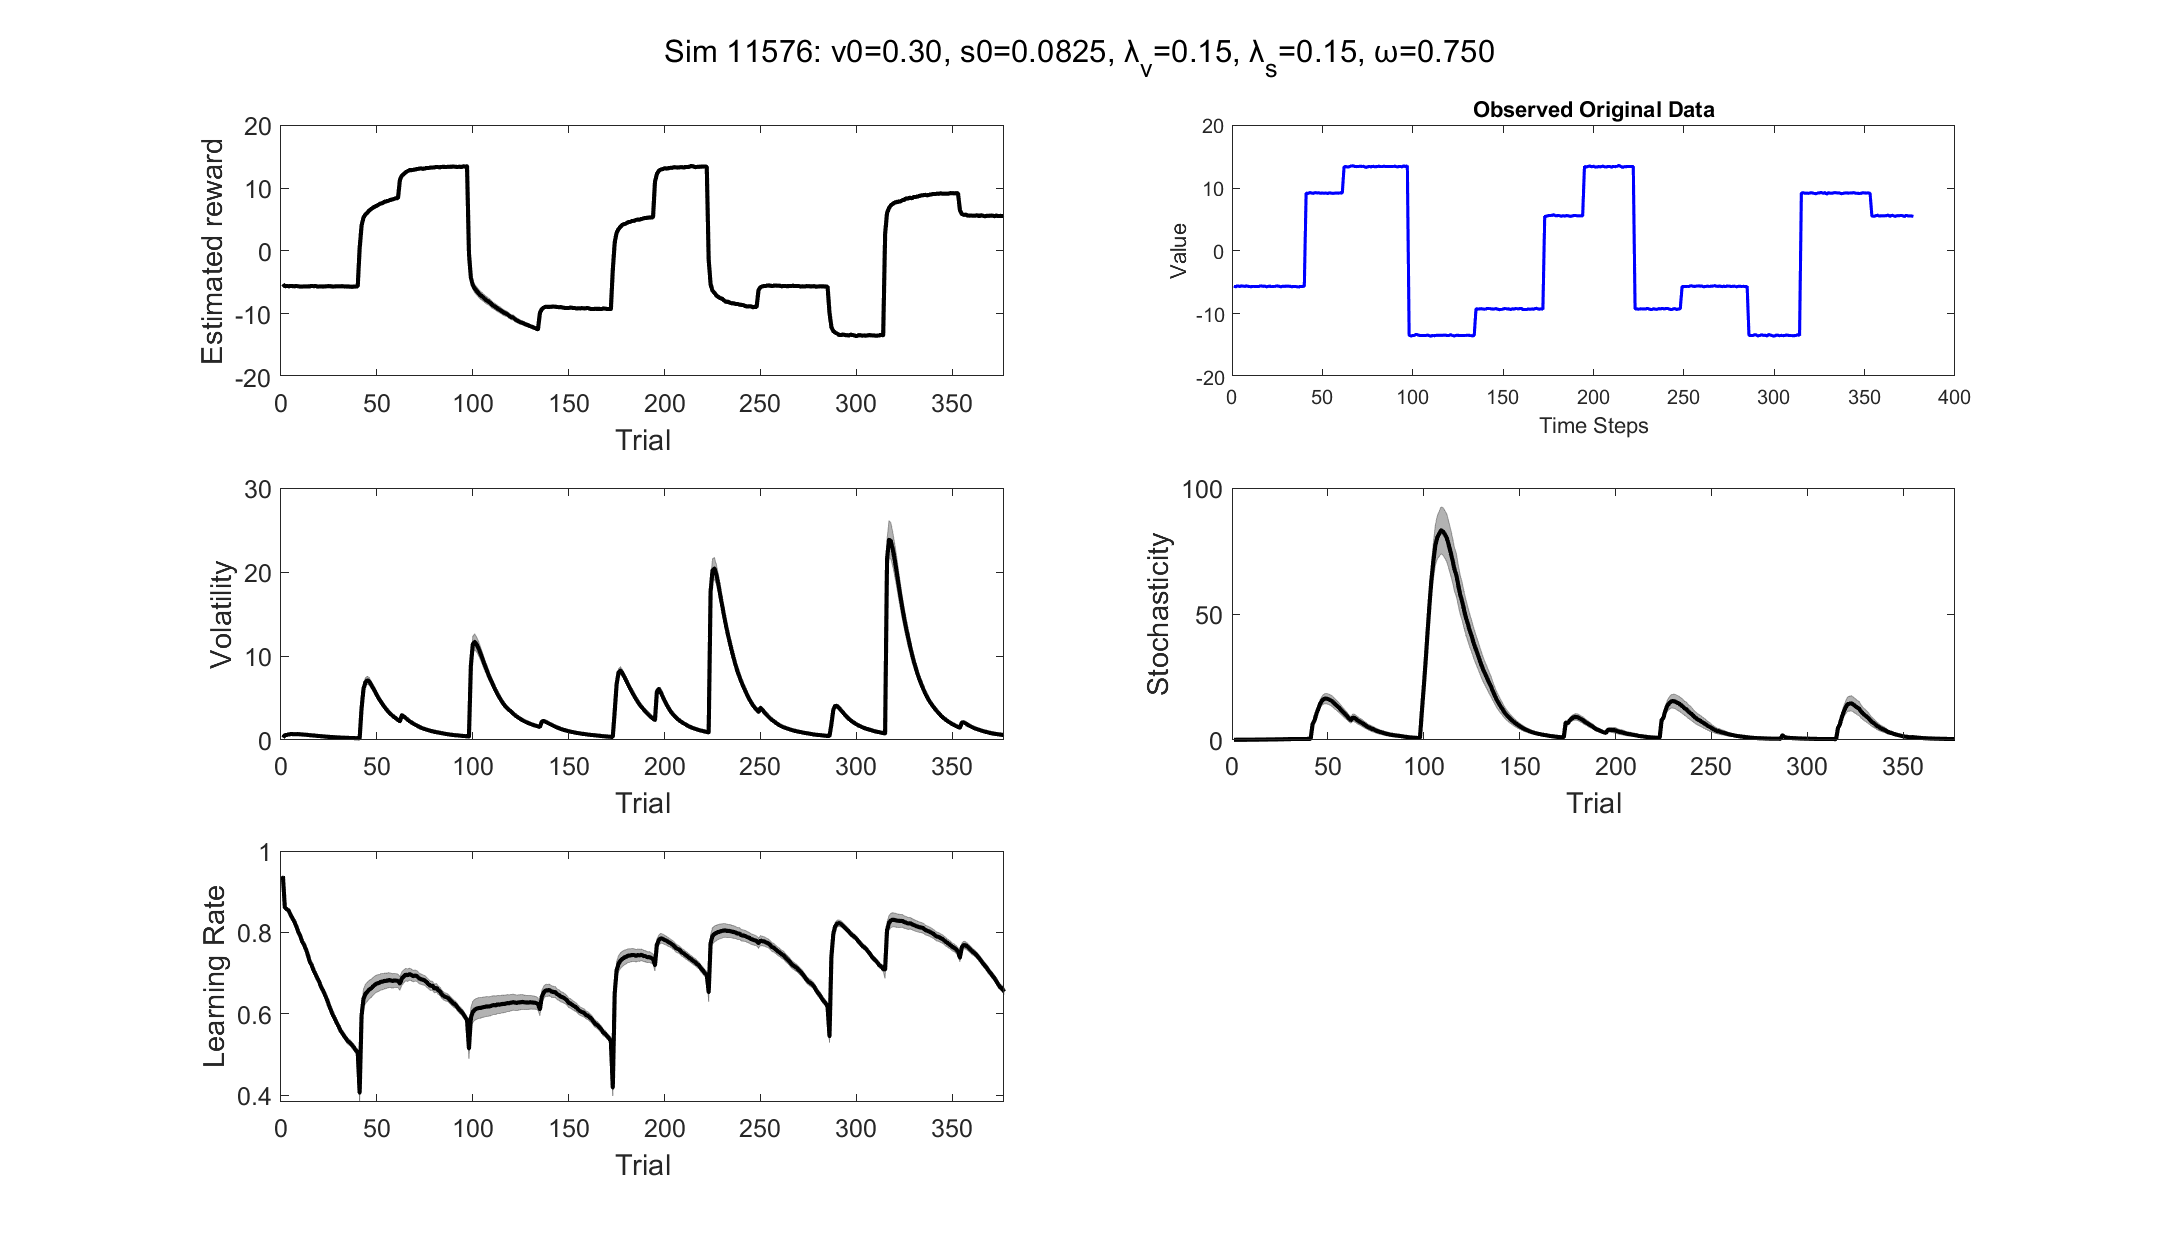 Sim 11576: v0=0.30, s0=0.0825, λ_v=0.15, λ_s=0.15, ω=0.750
Estimated reward
20
10
0
-10
-20
0 50 100 150 200 250 300 350
Trial
Observed Original Data
Value
20
10
0
-10
-20
0 50 100 150 200 250 300 350 400
Time Steps
Volatility
30
20
10
0
0 50 100 150 200 250 300 350
Trial
Stochasticity
100
50
0
0 50 100 150 200 250 300 350
Trial
Learning Rate
1
0.8
0.6
0.4
0 50 100 150 200 250 300 350
Trial